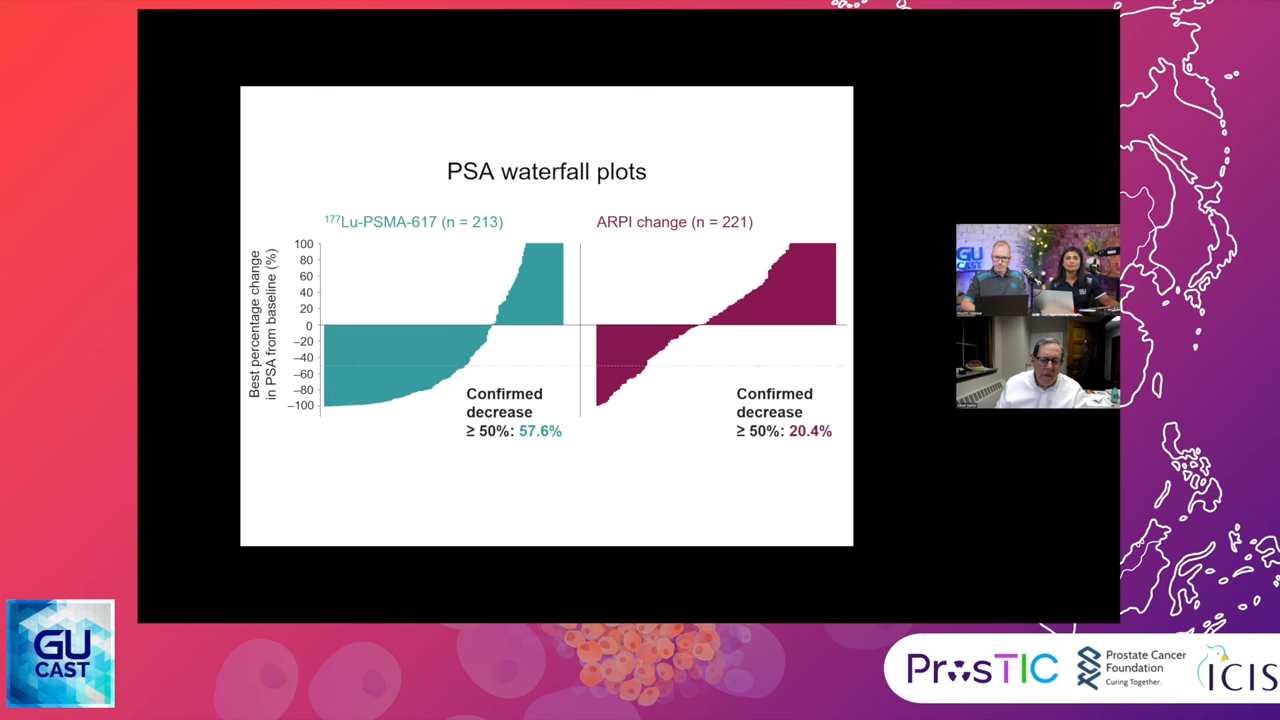 PSA waterfall plots
¹⁷⁷Lu-PSMA-617 (n = 213)
ARPI change (n = 221)
Best percentage change
in PSA from baseline (%)
100
80
60
40
20
0
–20
–40
–60
–80
–100
Confirmed
decrease
≥ 50%: 57.6%
Confirmed
decrease
≥ 50%: 20.4%
GU
CAST
GU
CAST
ProsTIC
Prostate Cancer
Foundation
Curing Together.
ICIS